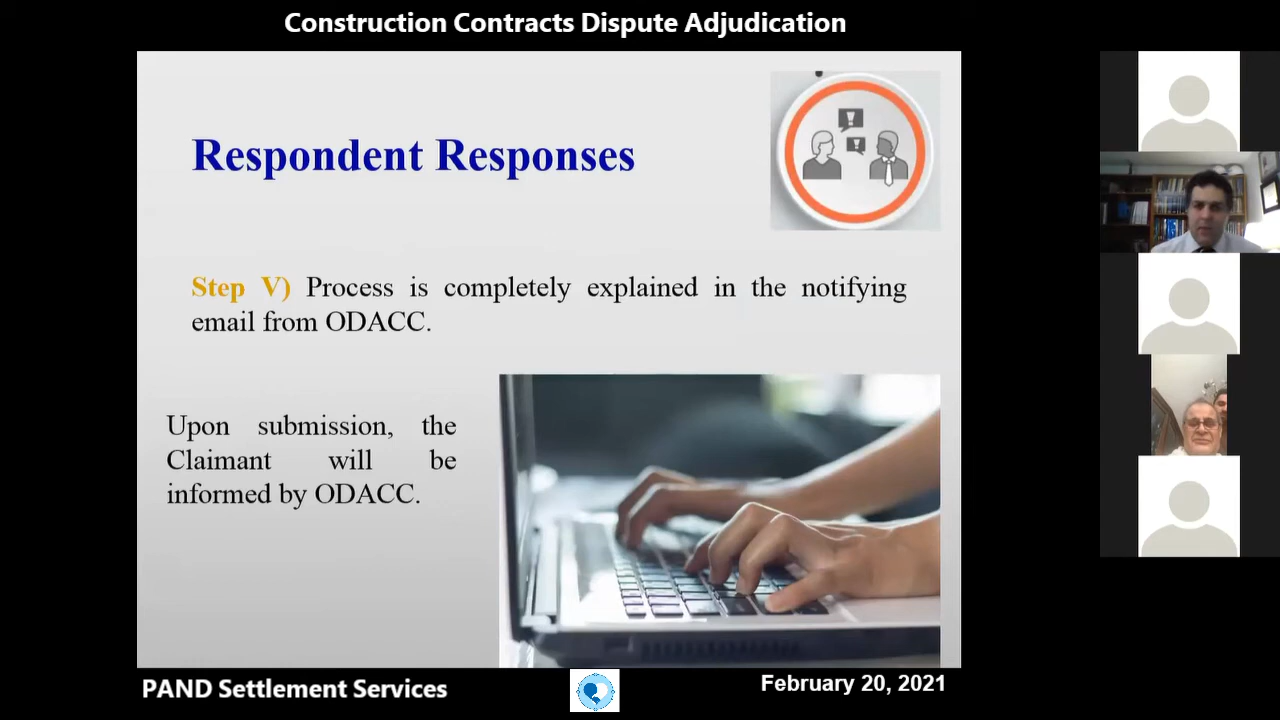 Construction Contracts Dispute Adjudication
Respondent Responses
Step V) Process is completely explained in the notifying
email from ODACC.
Upon submission, the
Claimant will be
informed by ODACC.
PAND Settlement Services
February 20, 2021